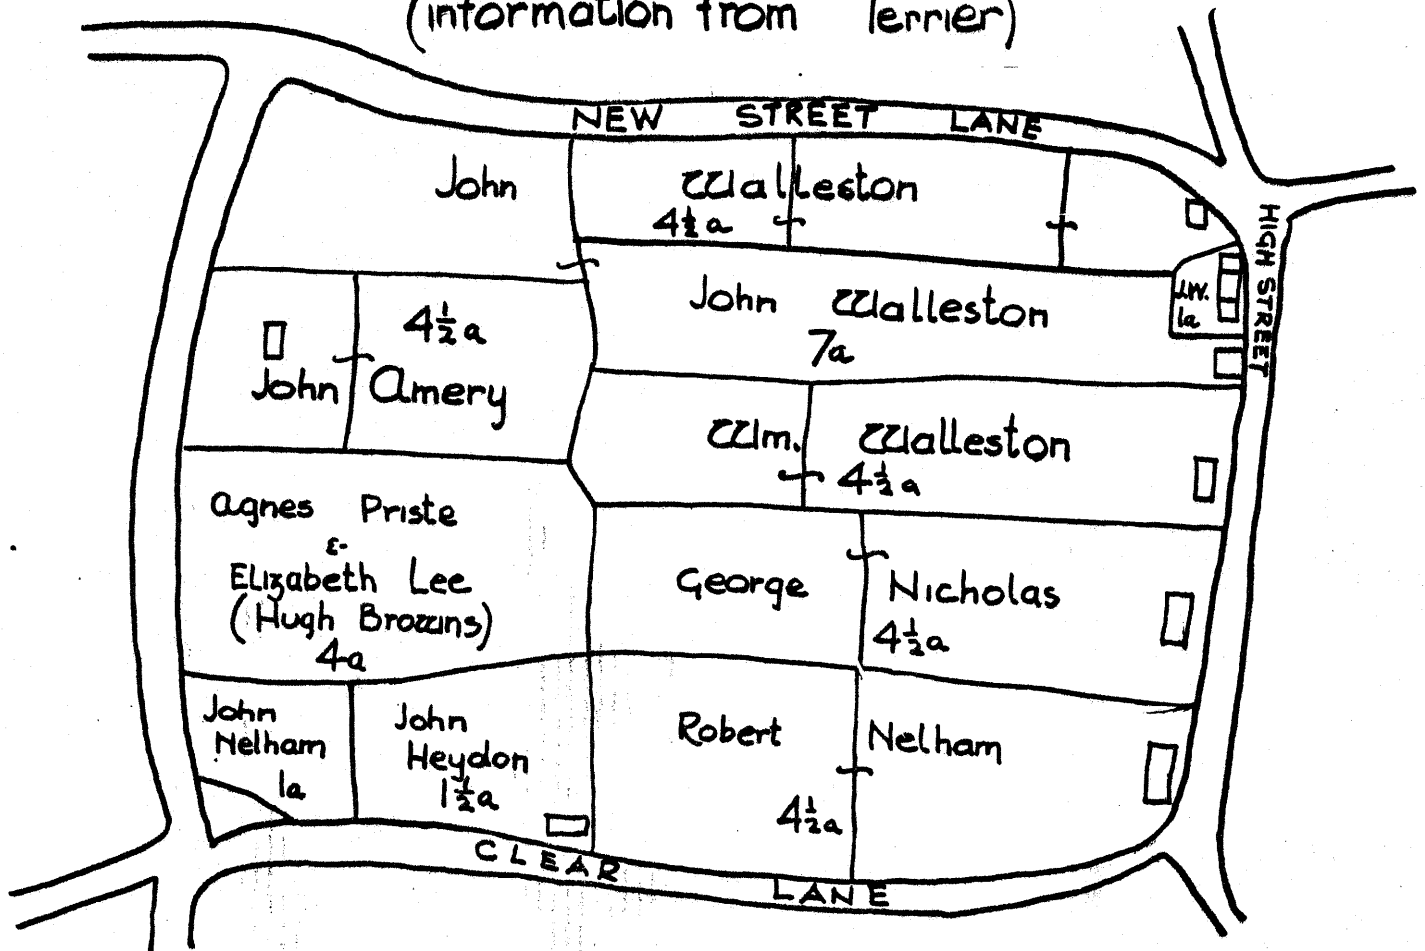 (information from Terrier)
NEW STREET LANE
HIGH STREET
John Walleston
4½a
John Walleston
7a
J.W.
1a
4½a
John Amery
Wm. Walleston
4½a
Agnes Priste
&
Elizabeth Lee
(Hugh Browns)
4a
George Nicholas
4½a
John
Nelham
1a
John
Heydon
1½a
Robert Nelham
4½a
CLEAR LANE